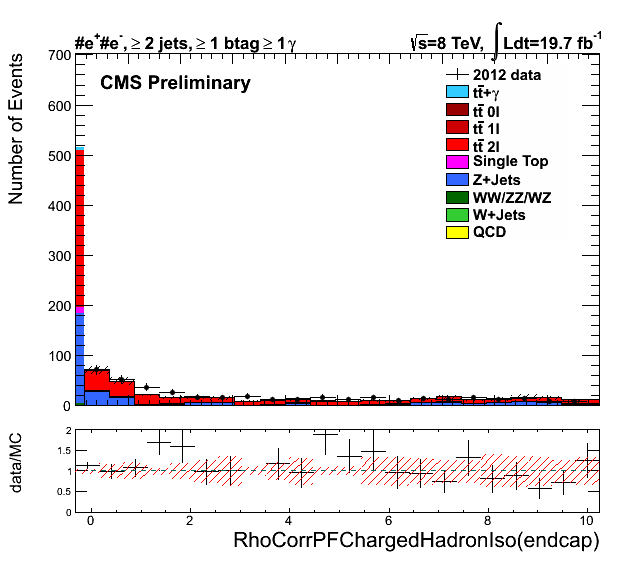 #e⁺#e⁻, ≥ 2 jets, ≥ 1 btag ≥ 1 γ
√s=8 TeV, ∫ Ldt=19.7 fb⁻¹
CMS Preliminary
Number of Events
700
600
500
400
300
200
100
0
2012 data
tt̄+γ
tt̄ 0l
tt̄ 1l
tt̄ 2l
Single Top
Z+Jets
WW/ZZ/WZ
W+Jets
QCD
data/MC
2
1.5
1
0.5
0
0 2 4 6 8 10
RhoCorrPFChargedHadronIso(endcap)